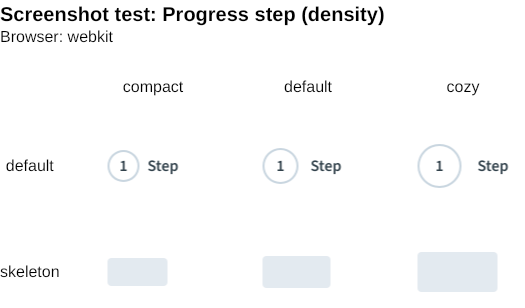 Screenshot test: Progress step (density)
Browser: webkit
compact default cozy
default 1 Step 1 Step 1 Step
skeleton